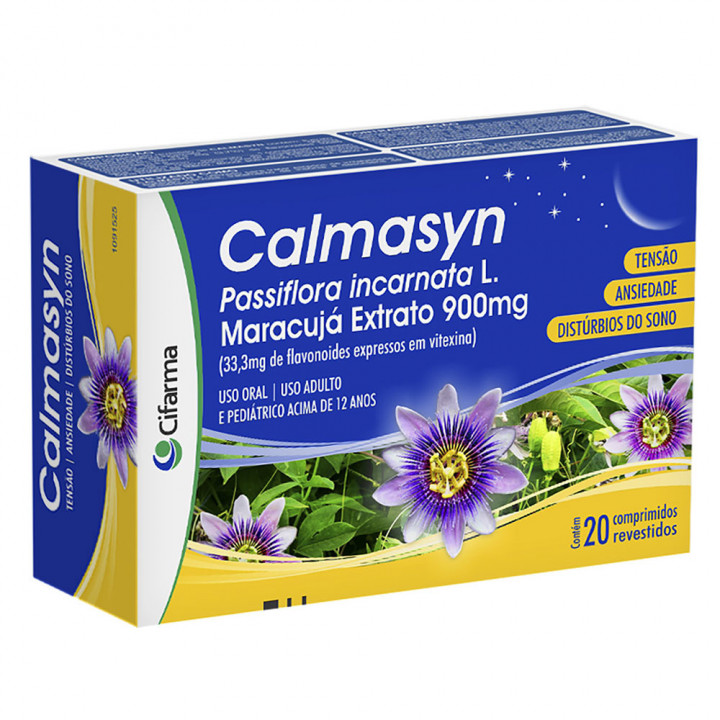 Calmasyn
Passiflora incarnata L.
Maracujá Extrato 900mg
(33,3mg de flavonoides expressos em vitexina)
USO ORAL | USO ADULTO
E PEDIÁTRICO ACIMA DE 12 ANOS
TENSÃO
ANSIEDADE
DISTÚRBIOS DO SONO
Contém 20 comprimidos
revestidos
Calmasyn
TENSÃO | ANSIEDADE | DISTÚRBIOS DO SONO
1091525
Cifarma